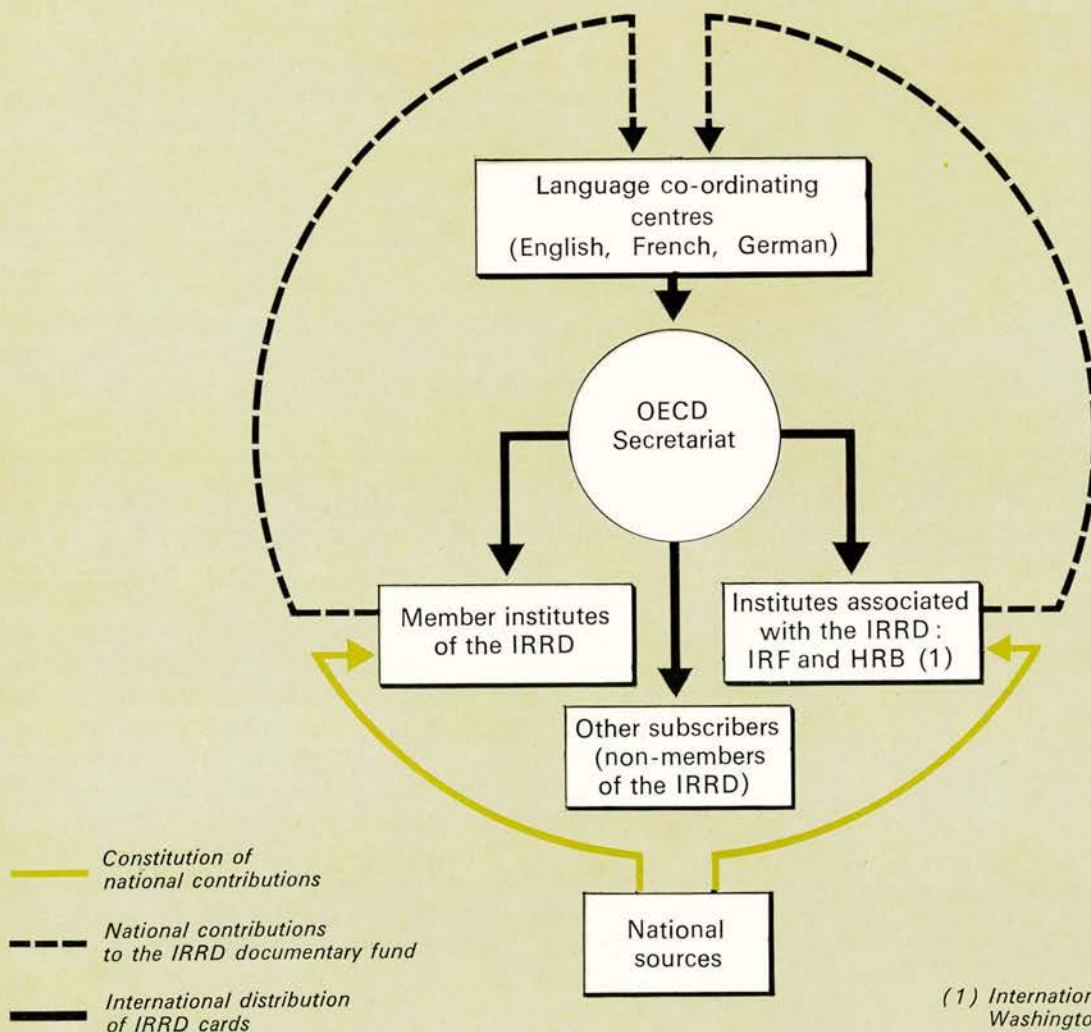 Language co-ordinating
centres
(English, French, German)
OECD
Secretariat
Member institutes
of the IRRD
Institutes associated
with the IRRD :
IRF and HRB (1)
Other subscribers
(non-members
of the IRRD)
National
sources
Constitution of
national contributions
National contributions
to the IRRD documentary fund
International distribution
of IRRD cards
(1) Internation
Washingto